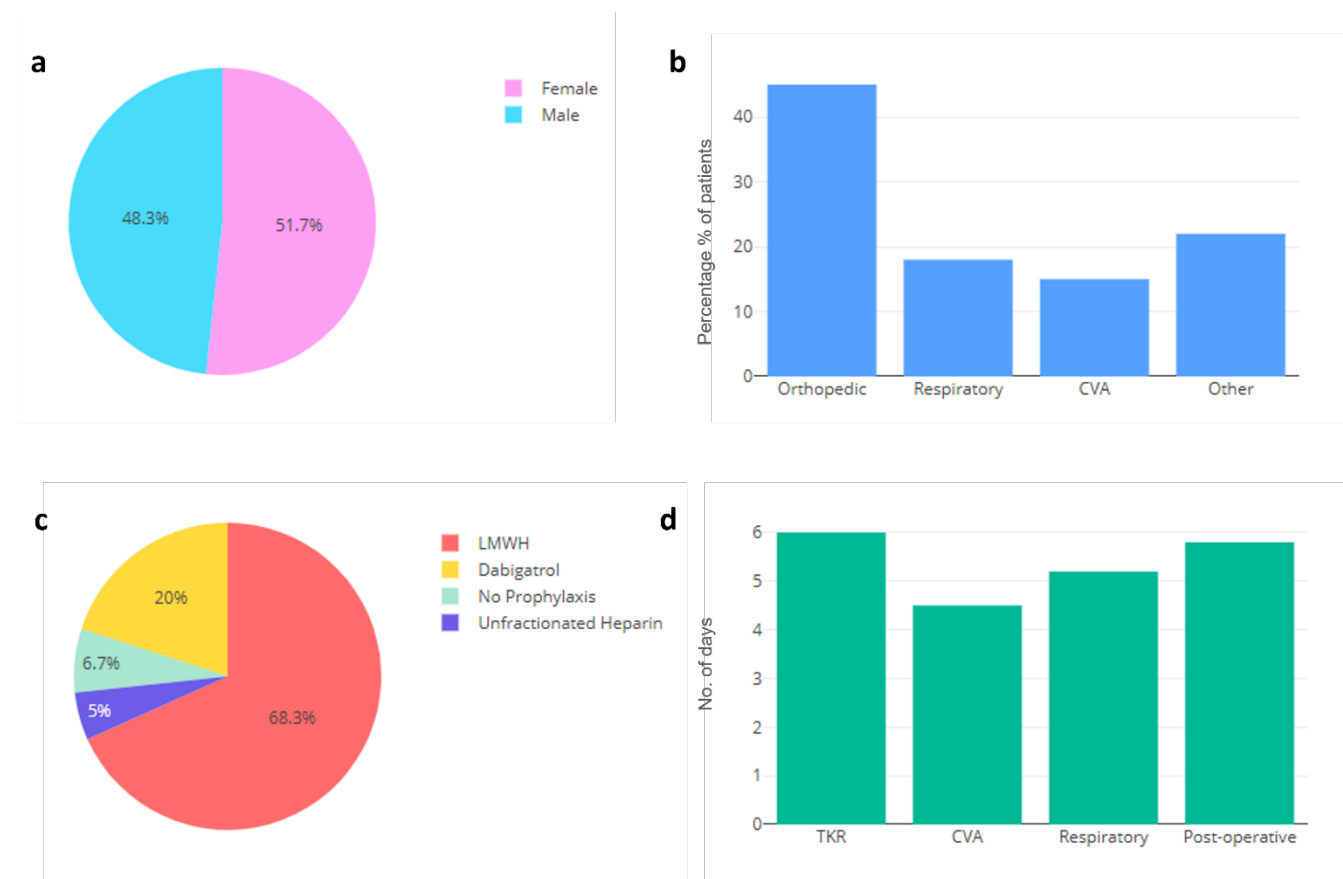 a
Female
Male
48.3%
51.7%
b
Percentage % of patients
40
30
20
10
0
Orthopedic
Respiratory
CVA
Other
c
LMWH
Dabigatrol
No Prophylaxis
Unfractionated Heparin
20%
6.7%
5%
68.3%
d
No. of days
6
5
4
3
2
1
0
TKR
CVA
Respiratory
Post-operative